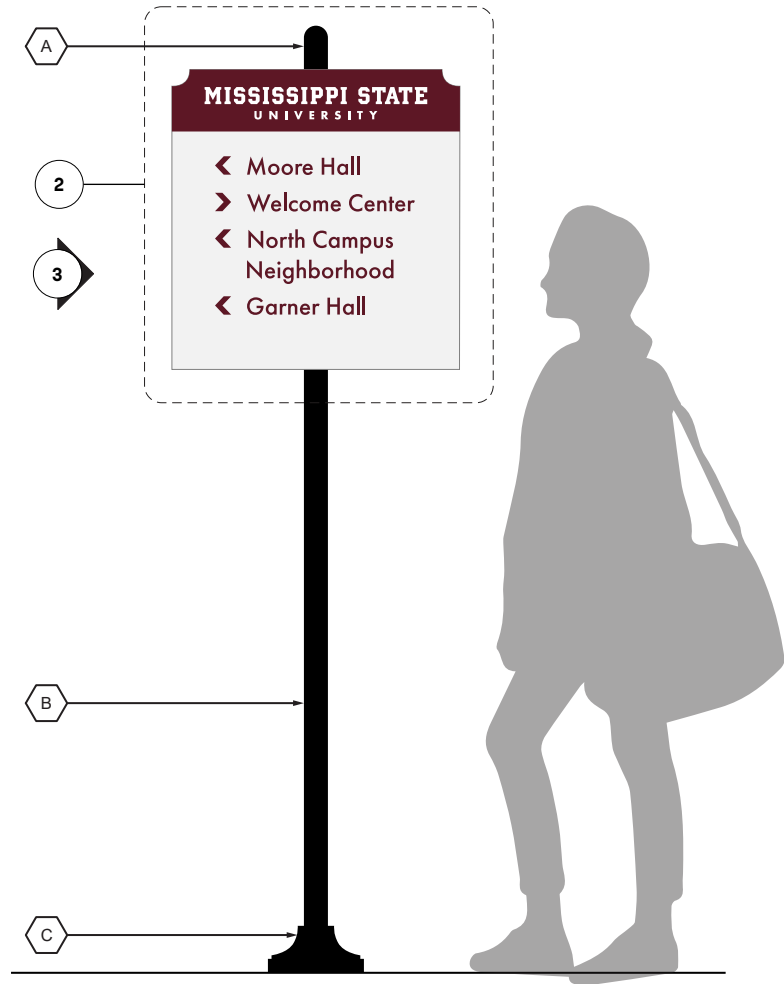 A
MISSISSIPPI STATE
UNIVERSITY
Moore Hall
2
Welcome Center
North Campus
3
Neighborhood
Garner Hall
B
C